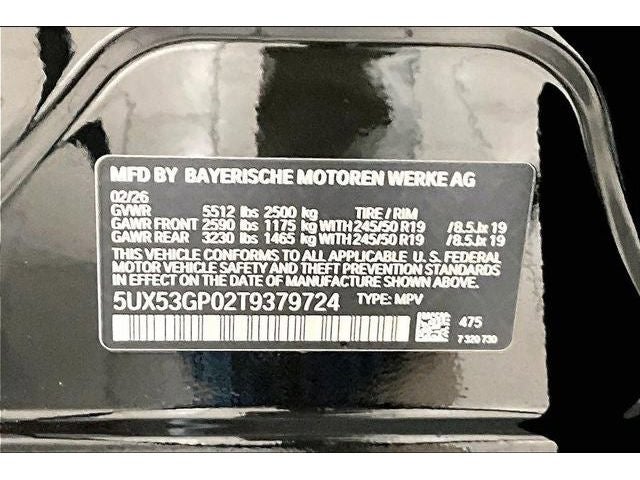 MFD BY BAYERISCHE MOTOREN WERKE AG
02/26
GVWR 5512 lbs 2500 kg TIRE / RIM
GAWR FRONT 2590 lbs 1175 kg WITH 245/50 R19 /8.5Jx19
GAWR REAR 3230 lbs 1465 kg WITH 245/50 R19 /8.5Jx19
THIS VEHICLE CONFORMS TO ALL APPLICABLE U. S. FEDERAL
MOTOR VEHICLE SAFETY AND THEFT PREVENTION STANDARDS
IN EFFECT ON THE DATE OF MANUFACTURE SHOWN ABOVE.
5UX53GP02T9379724 TYPE: MPV
475
7 320 730